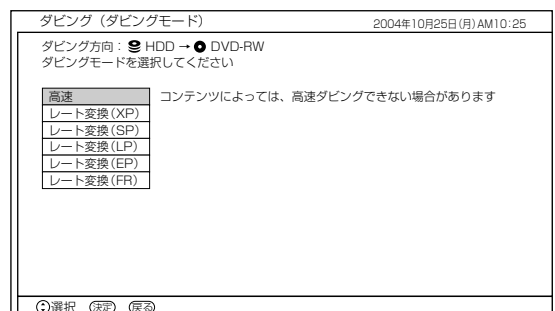 ダビング(ダビングモード)
2004年10月25日(月)AM10:25
ダビング方向: HDD → DVD-RW
ダビングモードを選択してください
高速 コンテンツによっては、高速ダビングできない場合があります
レート変換(XP)
レート変換(SP)
レート変換(LP)
レート変換(EP)
レート変換(FR)
選択 決定 戻る